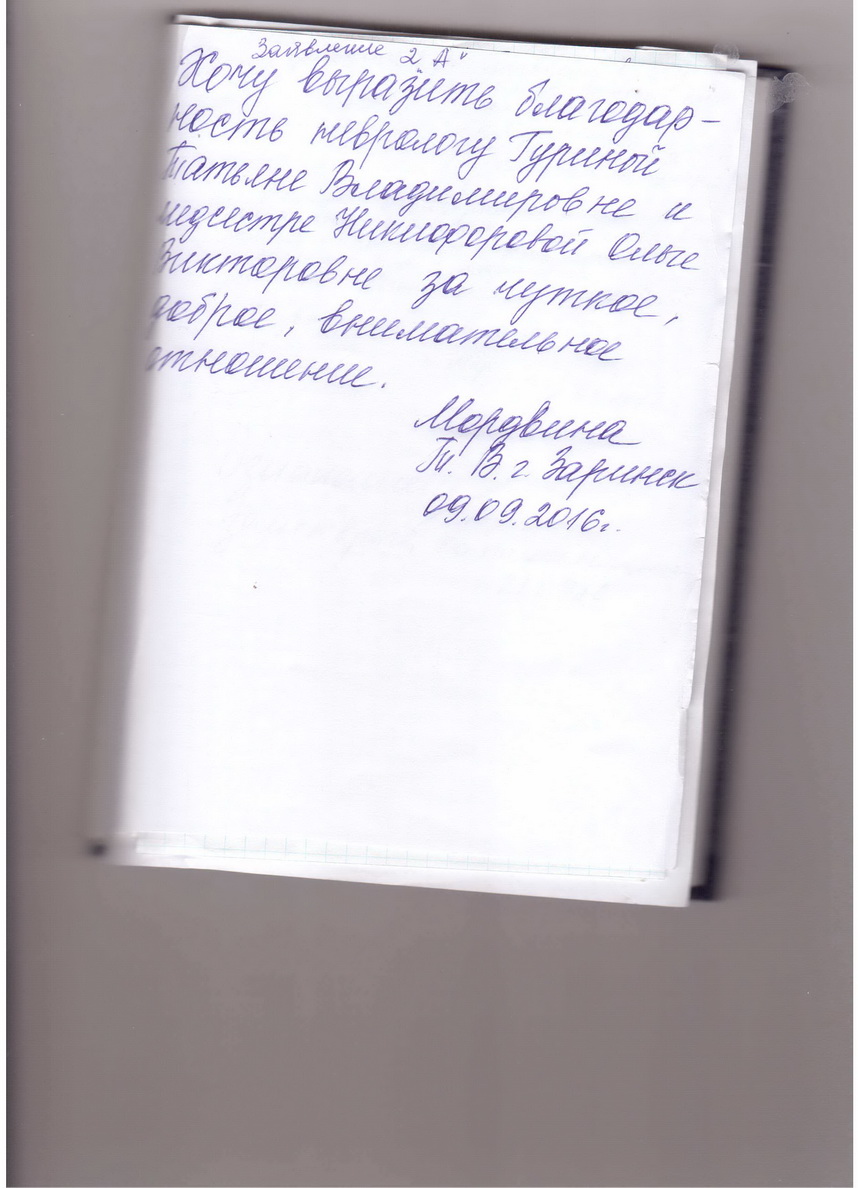 Заявление 2 "А"
Хочу выразить благодар-
ность неврологу Гуриной
Татьяне Владимировне и
медсестре Никифоровой Ольге
Викторовне за чуткое,
доброе, внимательное
отношение.
Мордвина
Т. В. г. Заринск
09.09.2016г.